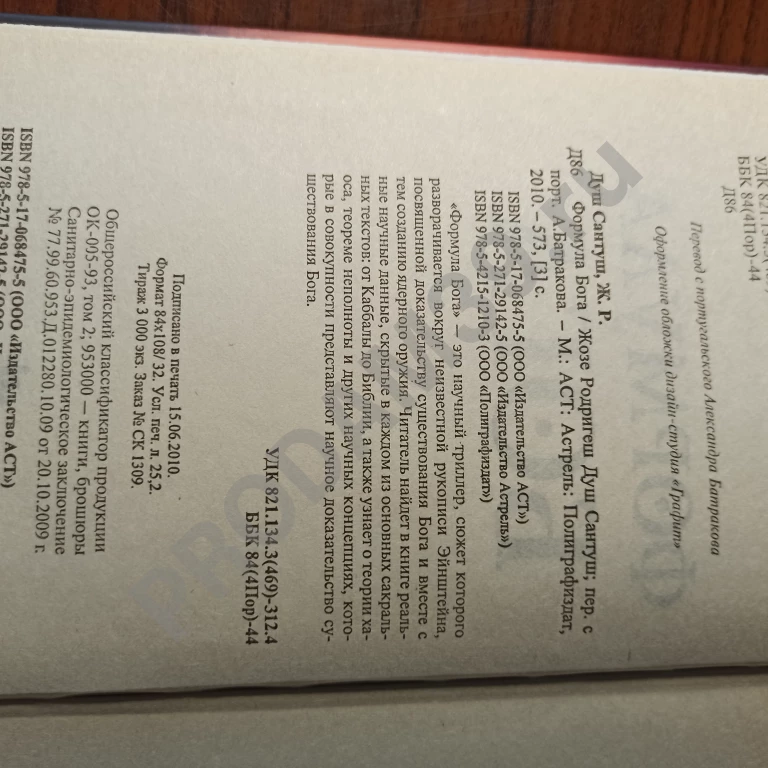 УДК 821.134.3(
ББК 84(4Пор)-44
Д86
Перевод с португальского Александра Батракова
Оформление обложки дизайн-студия «Графит»
Душ Сантуш, Ж. Р.
Д86 Формула Бога / Жозе Родригеш Душ Сантуш; пер. с
порт. А.Батракова. – М.: АСТ: Астрель: Полиграфиздат,
2010. – 573, [3] с.
ISBN 978-5-17-068475-5 (ООО «Издательство АСТ»)
ISBN 978-5-271-29142-5 (ООО «Издательство Астрель»)
ISBN 978-5-4215-1210-3 (ООО «Полиграфиздат»)
«Формула Бога» — это научный триллер, сюжет которого
разворачивается вокруг неизвестной рукописи Эйнштейна,
посвященной доказательству существования Бога и вместе с
тем созданию ядерного оружия. Читатель найдет в книге реаль-
ные научные данные, скрытые в каждом из основных сакраль-
ных текстов: от Каббалы до Библии, а также узнает о теории ха-
оса, теореме неполноты и других научных концепциях, кото-
рые в совокупности представляют научное доказательство су-
ществования Бога.
УДК 821.134.3(469)-312.4
ББК 84(4Пор)-44
Подписано в печать 15.06.2010.
Формат 84x108/ 32. Усл. печ. л. 25,2.
Тираж 3 000 экз. Заказ № СК 1309.
Общероссийский классификатор продукции
ОК-005-93, том 2; 953000 — книги, брошюры
Санитарно-эпидемиологическое заключение
№ 77.99.60.953.Д.012280.10.09 от 20.10.2009 г.
ISBN 978-5-17-068475-5 (ООО «Издательство АСТ»)
ISBN 978-5-271-29142-5 (ООО